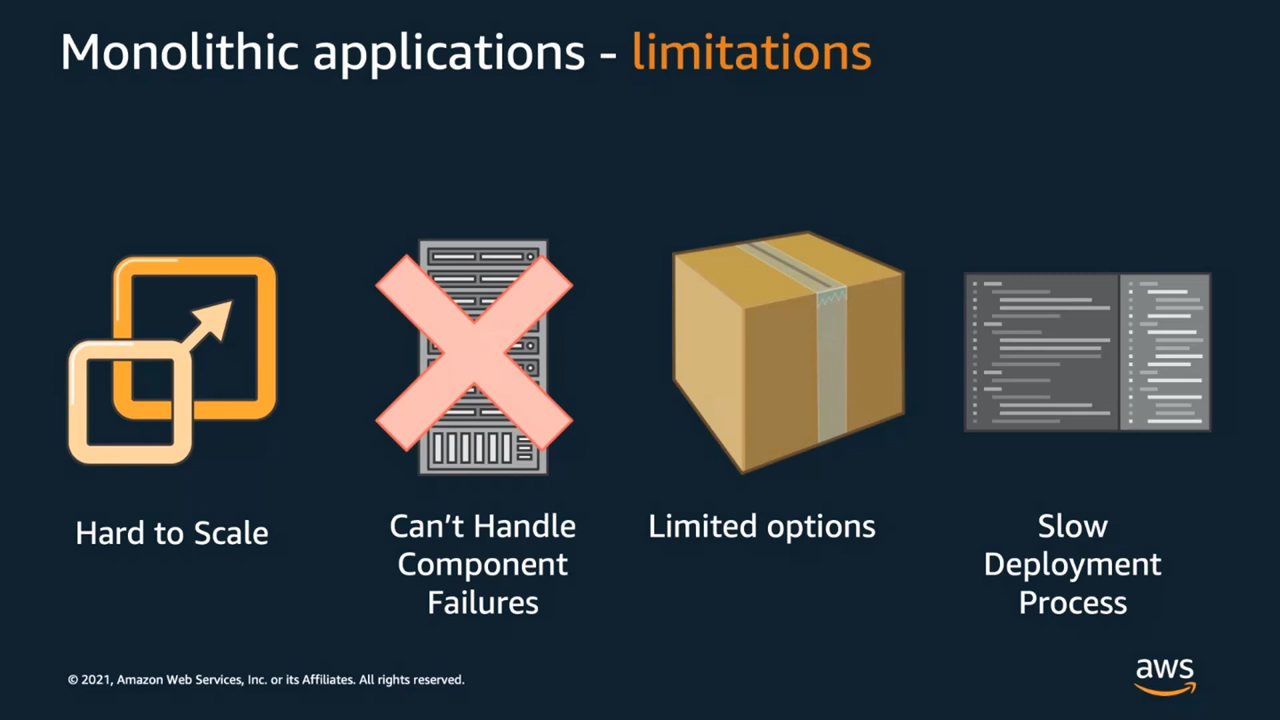 Monolithic applications - limitations
Hard to Scale
Can't Handle
Component
Failures
Limited options
Slow
Deployment
Process
© 2021, Amazon Web Services, Inc. or its Affiliates. All rights reserved.
aws